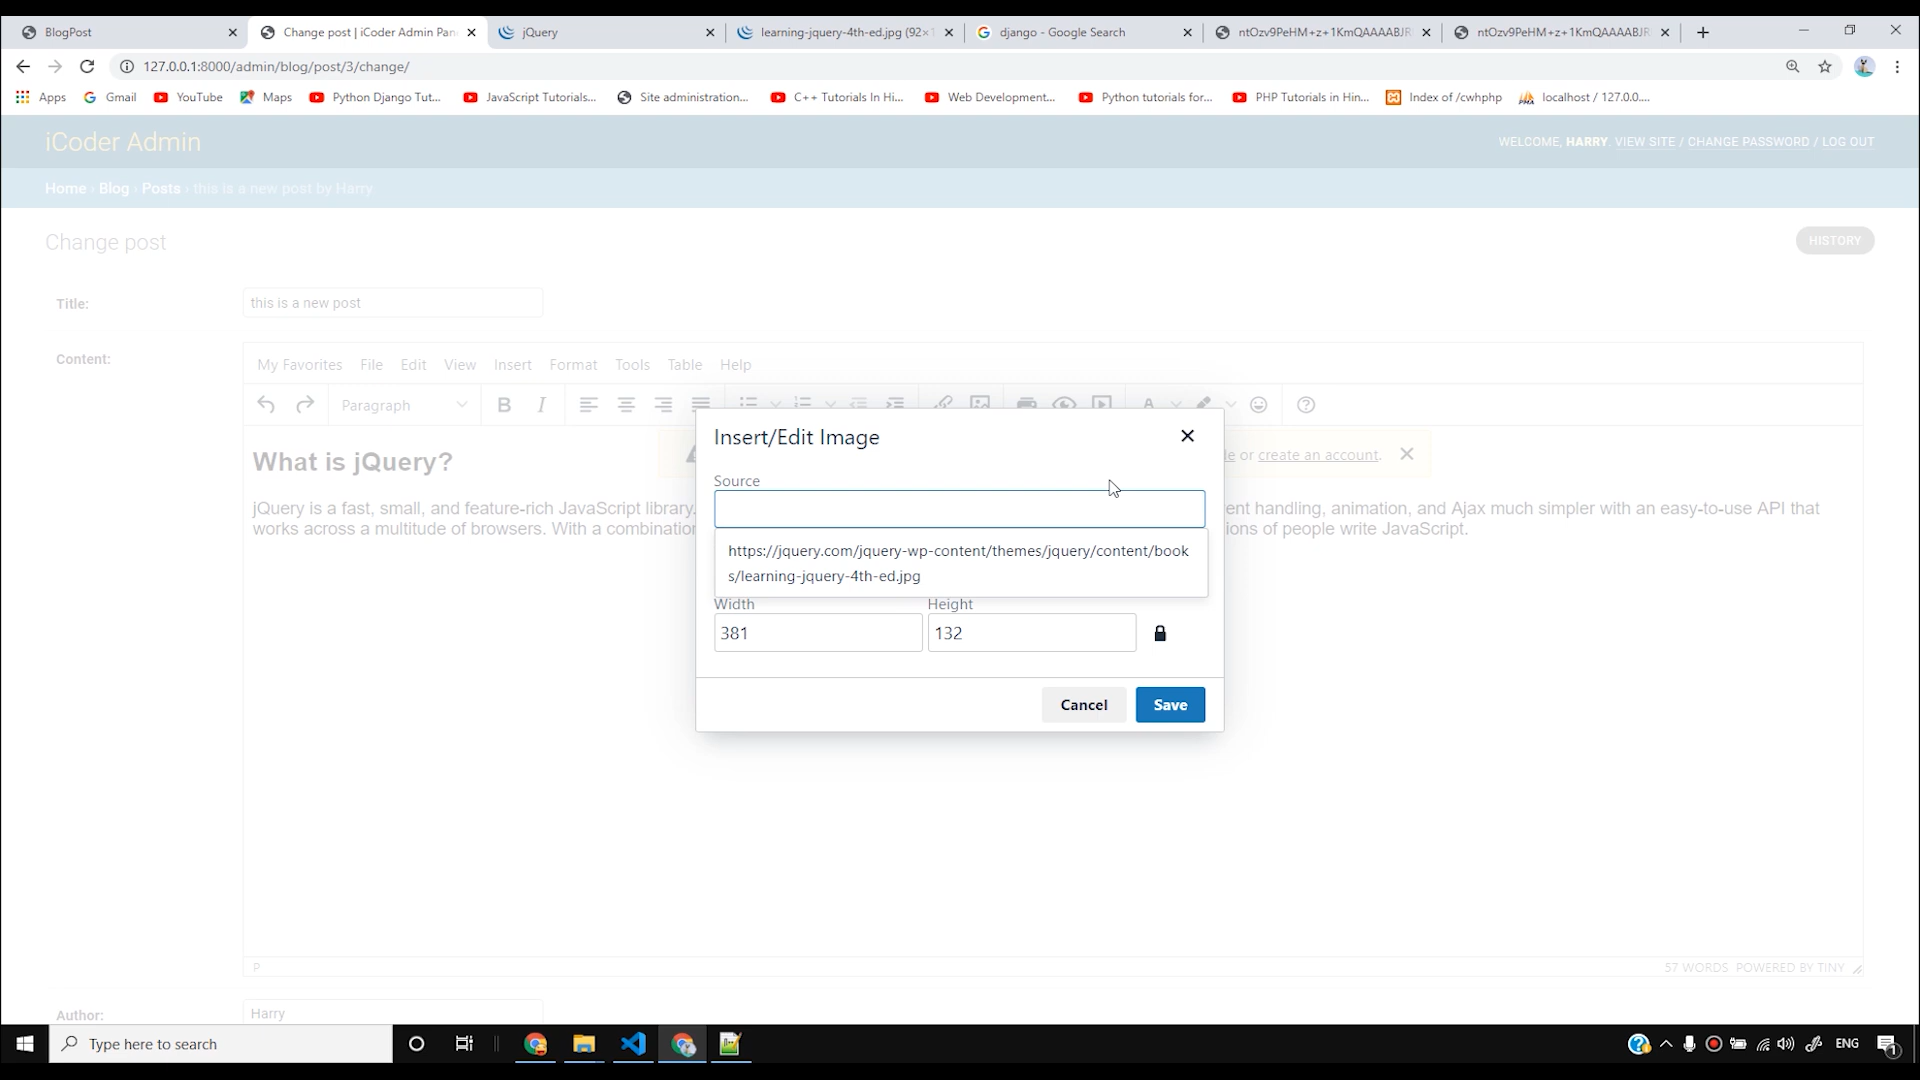 BlogPost
Change post | iCoder Admin Pan
jQuery
learning-jquery-4th-ed.jpg (92×1
django - Google Search
ntOzv9PeHM+z+1KmQAAAABJR
ntOzv9PeHM+z+1KmQAAAABJR
127.0.0.1:8000/admin/blog/post/3/change/
Apps
Gmail
YouTube
Maps
Python Django Tut...
JavaScript Tutorials...
Site administration...
C++ Tutorials In Hi...
Web Development...
Python tutorials for...
PHP Tutorials in Hin...
Index of /cwhphp
localhost / 127.0.0....
iCoder Admin
WELCOME, HARRY. VIEW SITE / CHANGE PASSWORD / LOG OUT
Home › Blog › Posts › this is a new post by Harry
Change post
HISTORY
Title:
this is a new post
Content:
My Favorites File Edit View Insert Format Tools Table Help
Paragraph
B I
A
Insert/Edit Image
What is jQuery?
or create an account.
Source
jQuery is a fast, small, and feature-rich JavaScript library.
ent handling, animation, and Ajax much simpler with an easy-to-use API that
works across a multitude of browsers. With a combination
ions of people write JavaScript.
https://jquery.com/jquery-wp-content/themes/jquery/content/book
s/learning-jquery-4th-ed.jpg
Width
Height
381
132
Cancel
Save
P
57 WORDS POWERED BY TINY
Author:
Harry
Type here to search
ENG
1